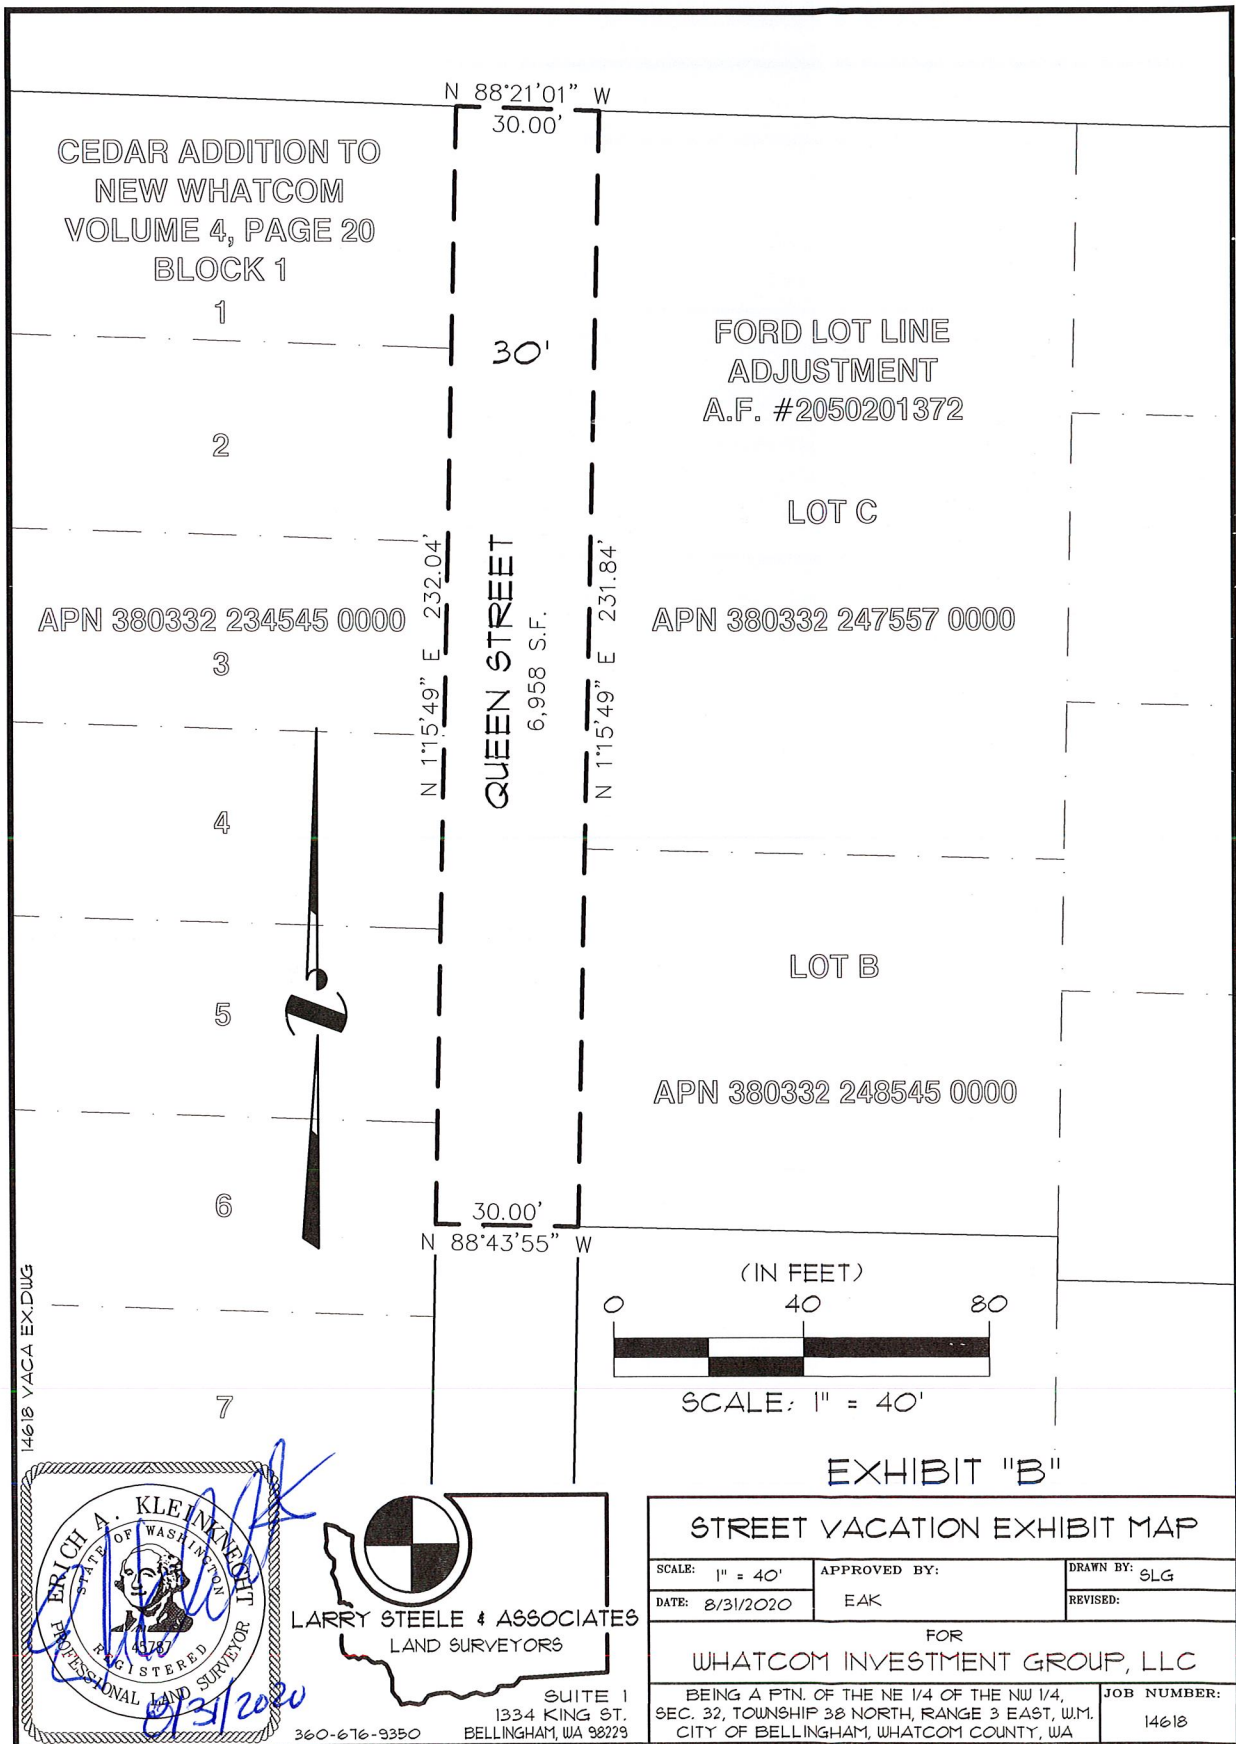 N 88°21'01" W
30.00'
CEDAR ADDITION TO
NEW WHATCOM
VOLUME 4, PAGE 20
BLOCK 1
1
30'
FORD LOT LINE
ADJUSTMENT
A.F. #2050201372
2
LOT C
N 1°15'49" E 232.04'
QUEEN STREET
6,958 S.F.
N 1°15'49" E 231.84'
APN 380332 234545 0000
3
APN 380332 247557 0000
4
LOT B
5
APN 380332 248545 0000
6
30.00'
N 88°43'55" W
(IN FEET)
0 40 80
SCALE: 1" = 40'
14618 VACA EX.DWG
7
EXHIBIT "B"
ERICH A. KLEINKNECHT
STATE OF WASHINGTON
45787
REGISTERED
PROFESSIONAL LAND SURVEYOR
8/31/2020
LARRY STEELE & ASSOCIATES
LAND SURVEYORS
SUITE 1
1334 KING ST.
360-676-9350 BELLINGHAM, WA 98229
STREET VACATION EXHIBIT MAP
SCALE: 1" = 40'
APPROVED BY:
EAK
DRAWN BY: SLG
DATE: 8/31/2020
REVISED:
FOR
WHATCOM INVESTMENT GROUP, LLC
BEING A PTN. OF THE NE 1/4 OF THE NW 1/4,
SEC. 32, TOWNSHIP 38 NORTH, RANGE 3 EAST, W.M.
CITY OF BELLINGHAM, WHATCOM COUNTY, WA
JOB NUMBER:
14618